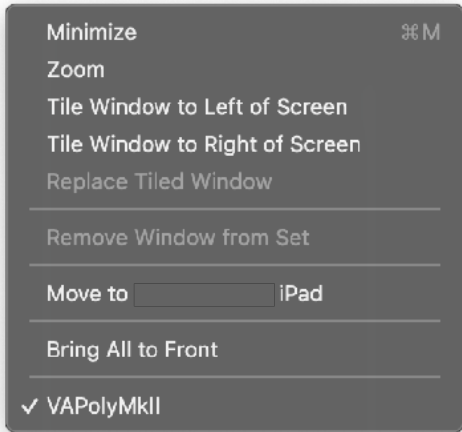 Minimize ⌘M
Zoom
Tile Window to Left of Screen
Tile Window to Right of Screen
Replace Tiled Window
Remove Window from Set
Move to iPad
Bring All to Front
✓ VAPolyMkII